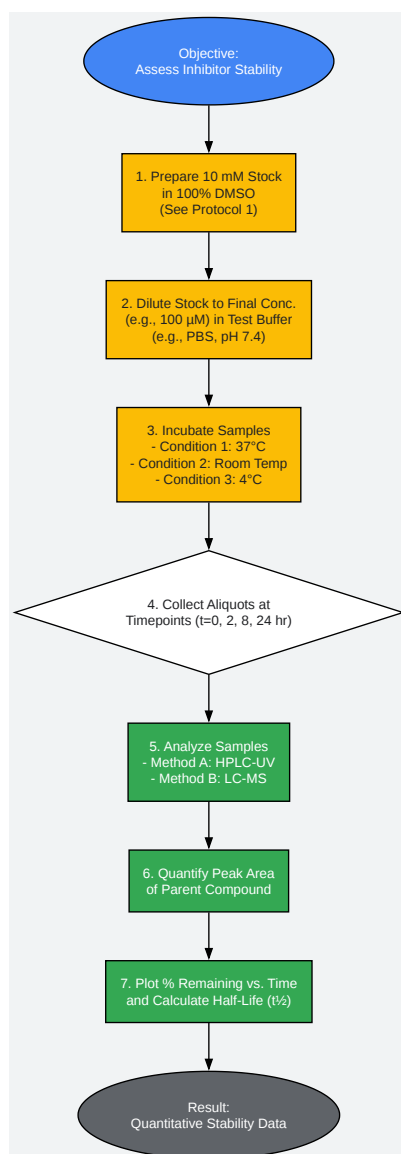 Objective:
Assess Inhibitor Stability
1. Prepare 10 mM Stock
in 100% DMSO
(See Protocol 1)
2. Dilute Stock to Final Conc.
(e.g., 100 µM) in Test Buffer
(e.g., PBS, pH 7.4)
3. Incubate Samples
- Condition 1: 37°C
- Condition 2: Room Temp
- Condition 3: 4°C
4. Collect Aliquots at
Timepoints (t=0, 2, 8, 24 hr)
5. Analyze Samples
- Method A: HPLC-UV
- Method B: LC-MS
6. Quantify Peak Area
of Parent Compound
7. Plot % Remaining vs. Time
and Calculate Half-Life (t½)
Result:
Quantitative Stability Data